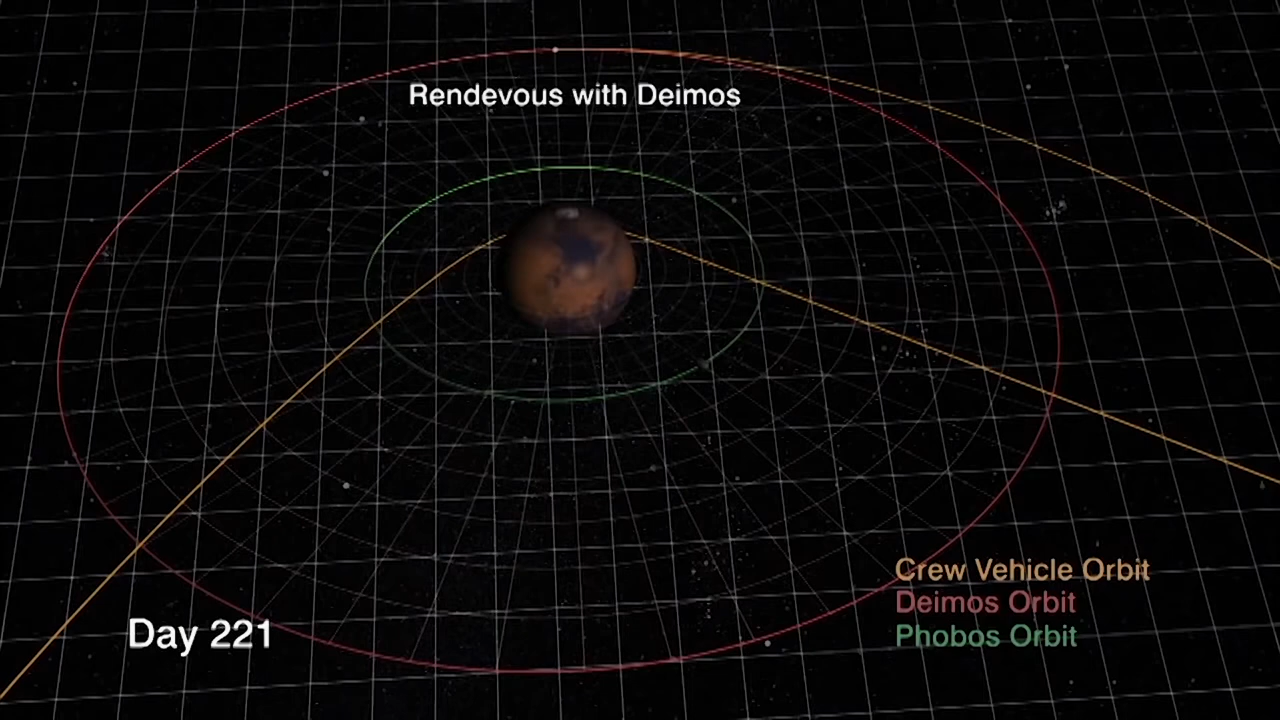 Rendevous with Deimos
Crew Vehicle Orbit
Deimos Orbit
Phobos Orbit
Day 221